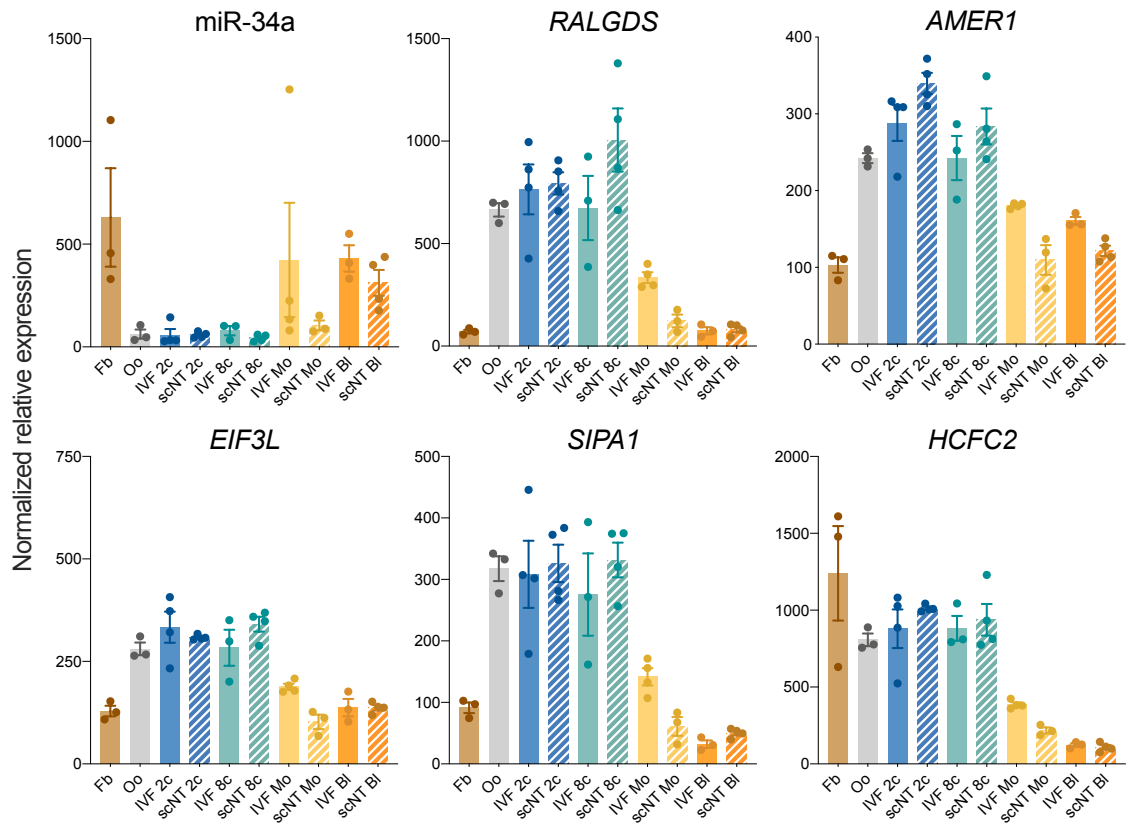 miR-34a
RALGDS
AMER1
Normalized relative expression
1500
1000
500
0
Fb
Oo
IVF 2c
scNT 2c
IVF 8c
scNT 8c
IVF Mo
scNT Mo
IVF Bl
scNT Bl
1500
1000
500
0
Fb
Oo
IVF 2c
scNT 2c
IVF 8c
scNT 8c
IVF Mo
scNT Mo
IVF Bl
scNT Bl
400
300
200
100
0
Fb
Oo
IVF 2c
scNT 2c
IVF 8c
scNT 8c
IVF Mo
scNT Mo
IVF Bl
scNT Bl
EIF3L
SIPA1
HCFC2
750
500
250
0
Fb
Oo
IVF 2c
scNT 2c
IVF 8c
scNT 8c
IVF Mo
scNT Mo
IVF Bl
scNT Bl
500
400
300
200
100
0
Fb
Oo
IVF 2c
scNT 2c
IVF 8c
scNT 8c
IVF Mo
scNT Mo
IVF Bl
scNT Bl
2000
1500
1000
500
0
Fb
Oo
IVF 2c
scNT 2c
IVF 8c
scNT 8c
IVF Mo
scNT Mo
IVF Bl
scNT Bl